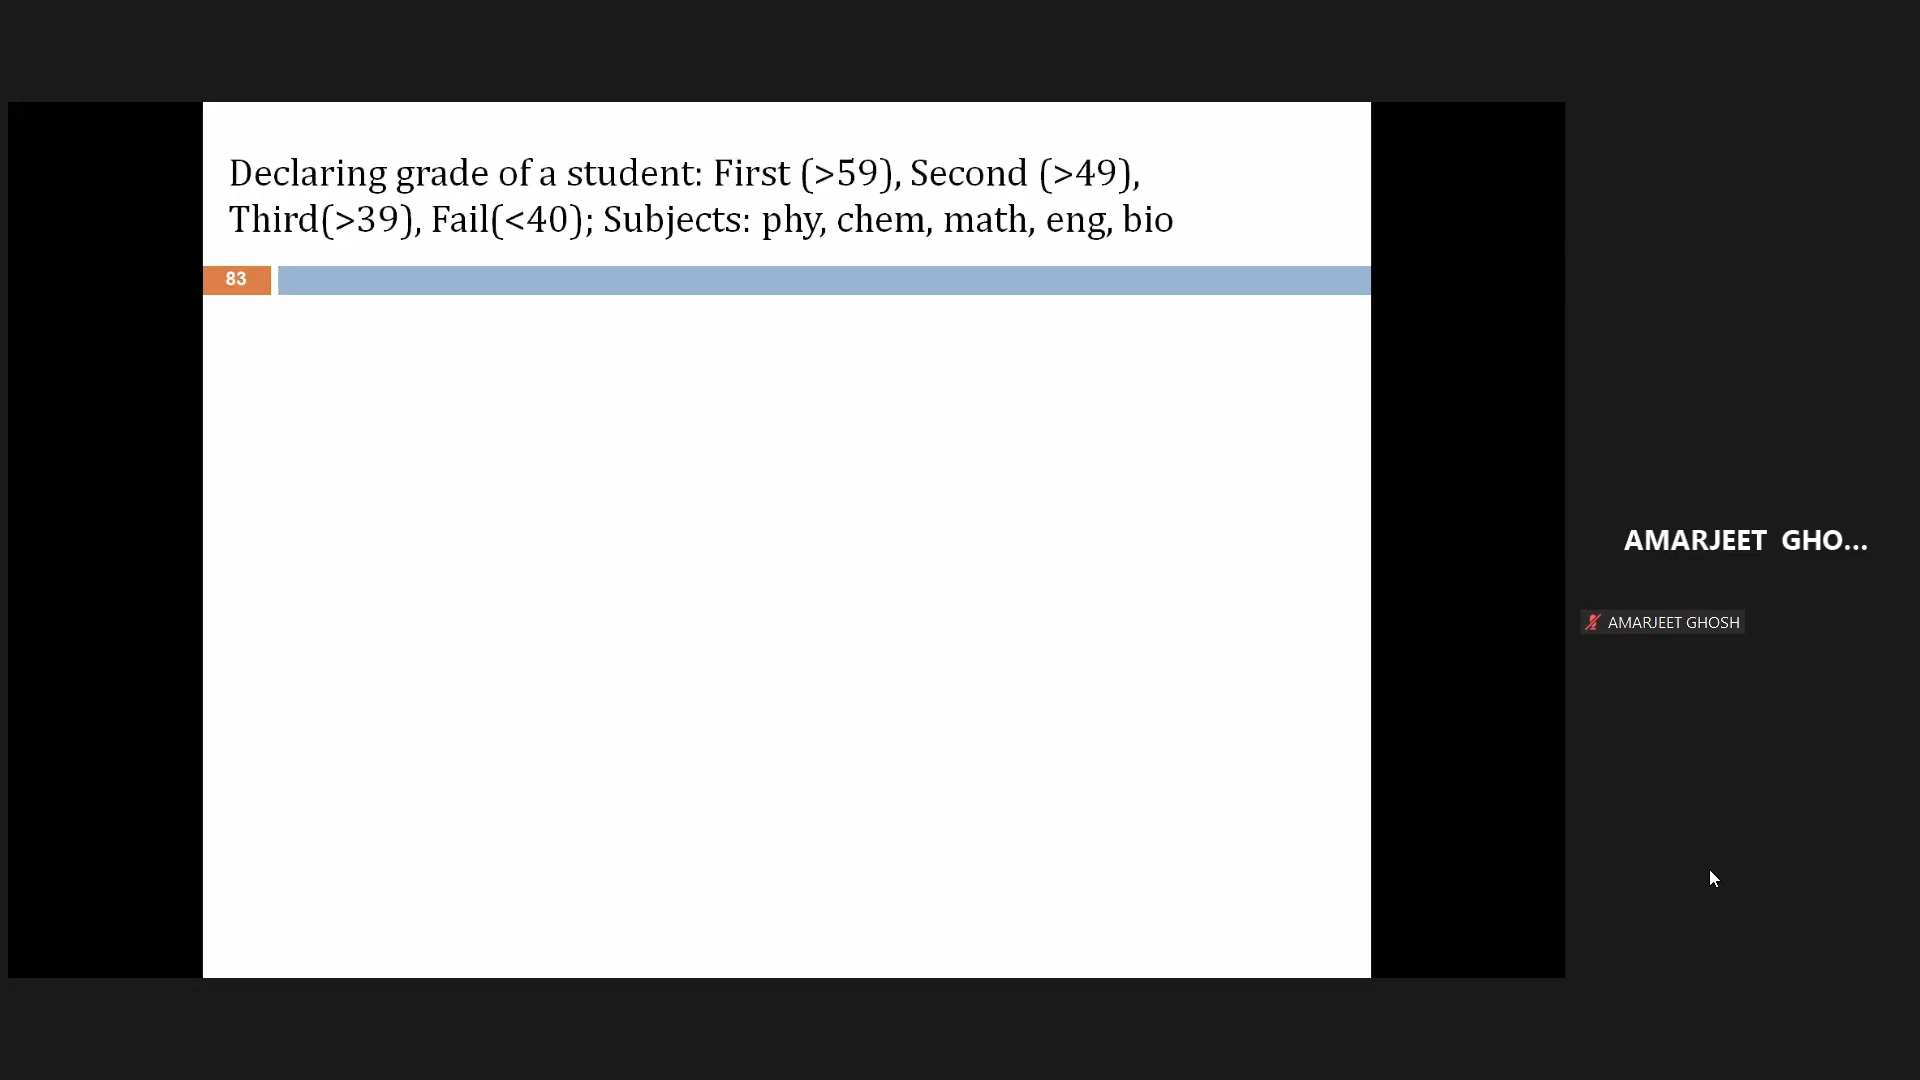 Declaring grade of a student: First (>59), Second (>49),
Third(>39), Fail(<40); Subjects: phy, chem, math, eng, bio
83
AMARJEET GHO...
AMARJEET GHOSH